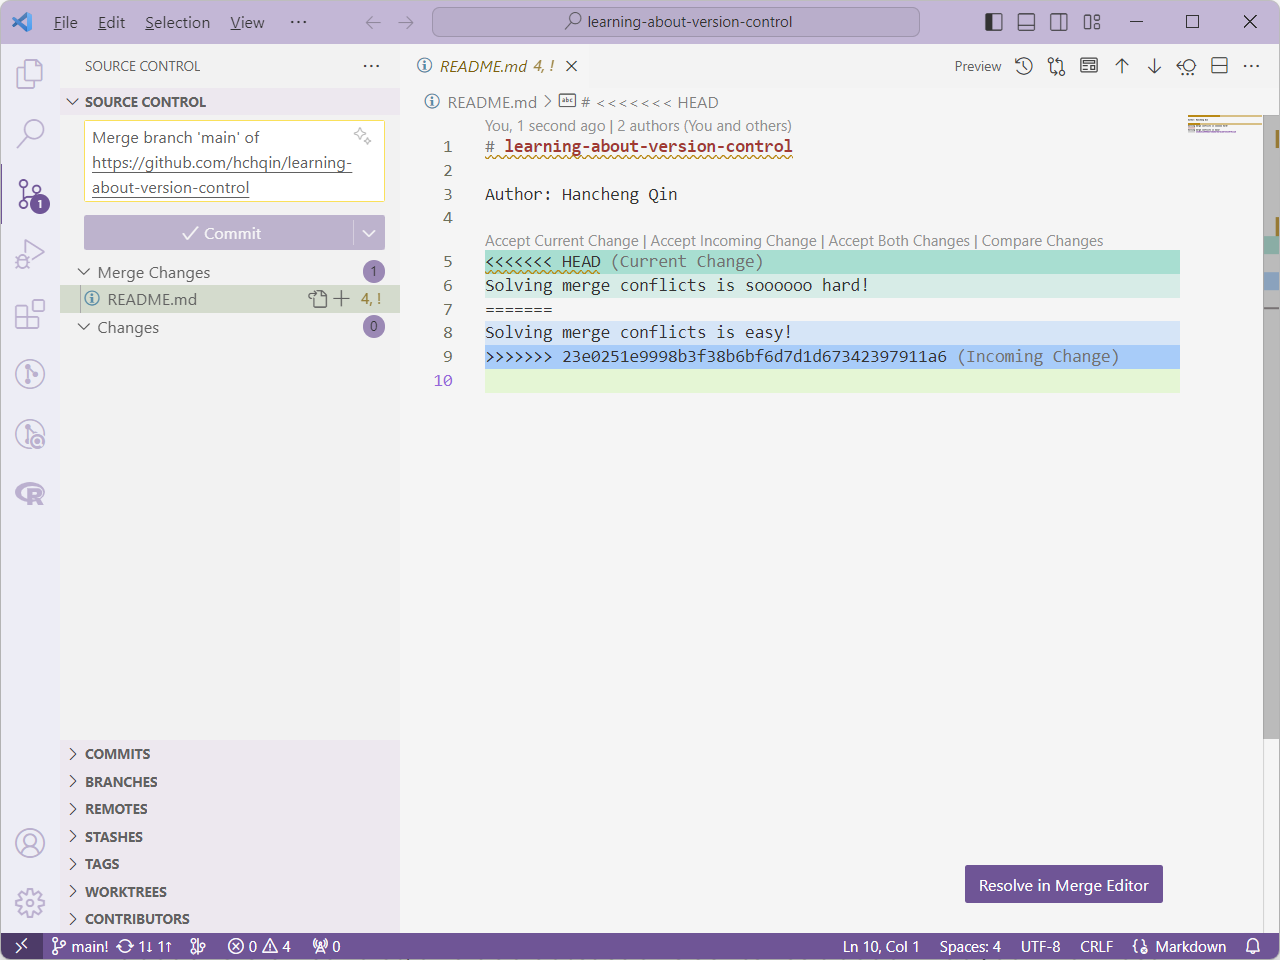 File Edit Selection View ···
learning-about-version-control
SOURCE CONTROL ···
SOURCE CONTROL
Merge branch 'main' of
https://github.com/hchqin/learning-
about-version-control
Commit
Merge Changes 1
README.md 4, !
Changes 0
1
COMMITS
BRANCHES
REMOTES
STASHES
TAGS
WORKTREES
CONTRIBUTORS
README.md 4, !
Preview ···
README.md > abc # <<<<<<< HEAD
You, 1 second ago | 2 authors (You and others)
1 # learning-about-version-control
2
3 Author: Hancheng Qin
4
Accept Current Change | Accept Incoming Change | Accept Both Changes | Compare Changes
5 <<<<<<< HEAD (Current Change)
6 Solving merge conflicts is soooooo hard!
7 =======
8 Solving merge conflicts is easy!
9 >>>>>>> 23e0251e9998b3f38b6bf6d7d1d67342397911a6 (Incoming Change)
10
Resolve in Merge Editor
main! 1↓ 1↑ 0 4 0 Ln 10, Col 1 Spaces: 4 UTF-8 CRLF {} Markdown